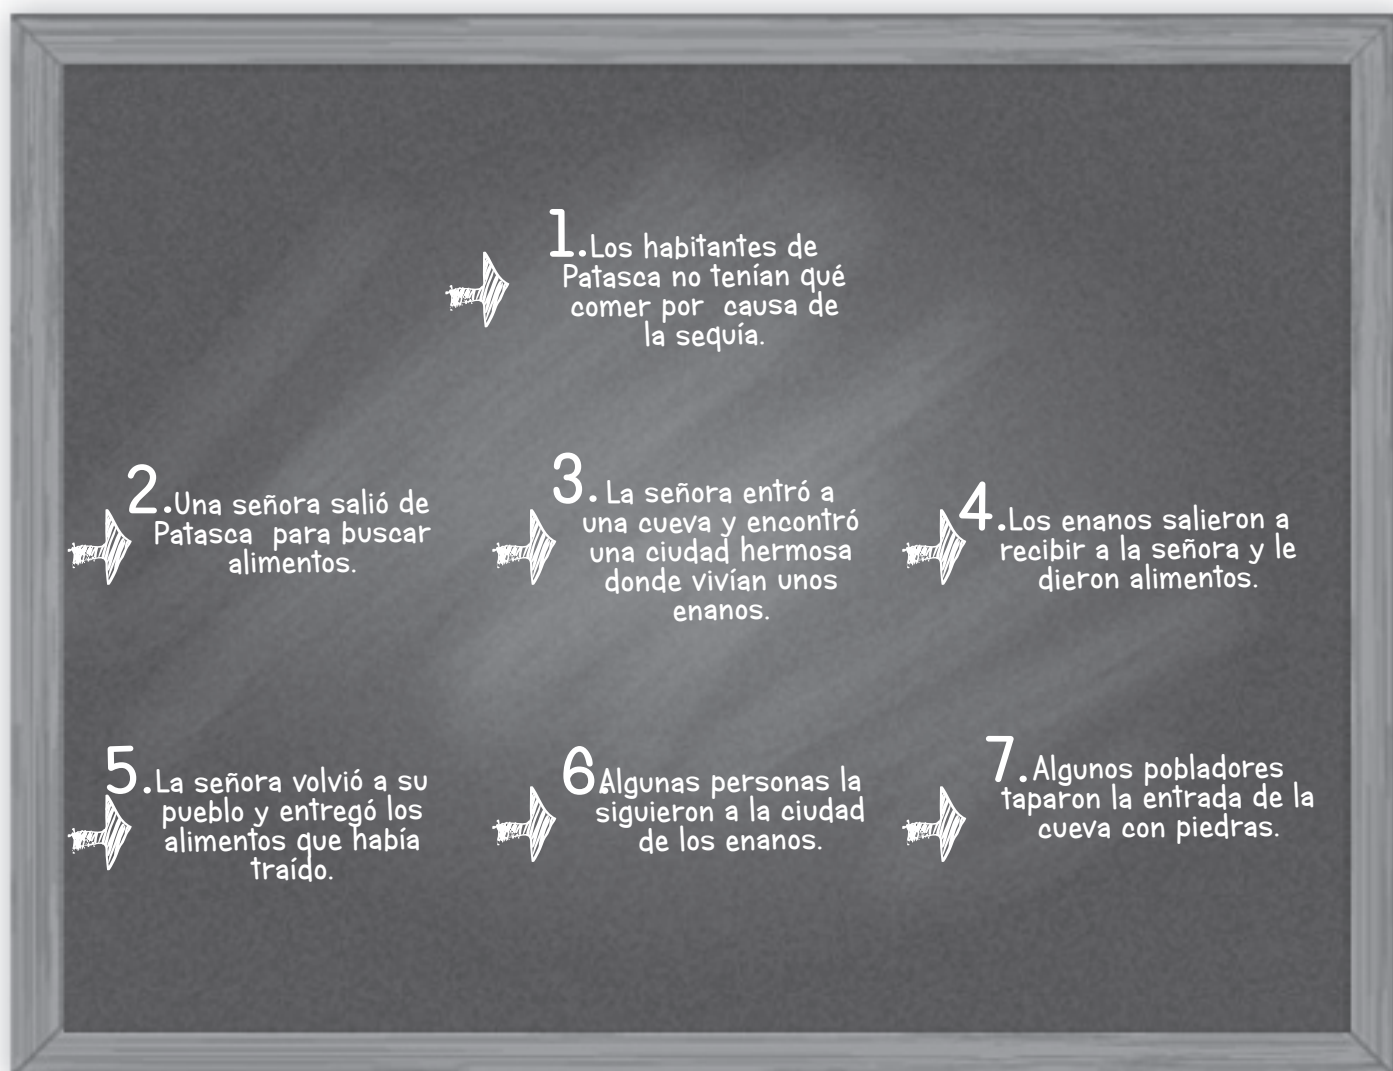 1.Los habitantes de
Patasca no tenían qué
comer por causa de
la sequía.
2.Una señora salió de
Patasca para buscar
alimentos.
3. La señora entró a
una cueva y encontró
una ciudad hermosa
donde vivían unos
enanos.
4.Los enanos salieron a
recibir a la señora y le
dieron alimentos.
5.La señora volvió a su
pueblo y entregó los
alimentos que había
traído.
6.Algunas personas la
siguieron a la ciudad
de los enanos.
7.Algunos pobladores
taparon la entrada de la
cueva con piedras.